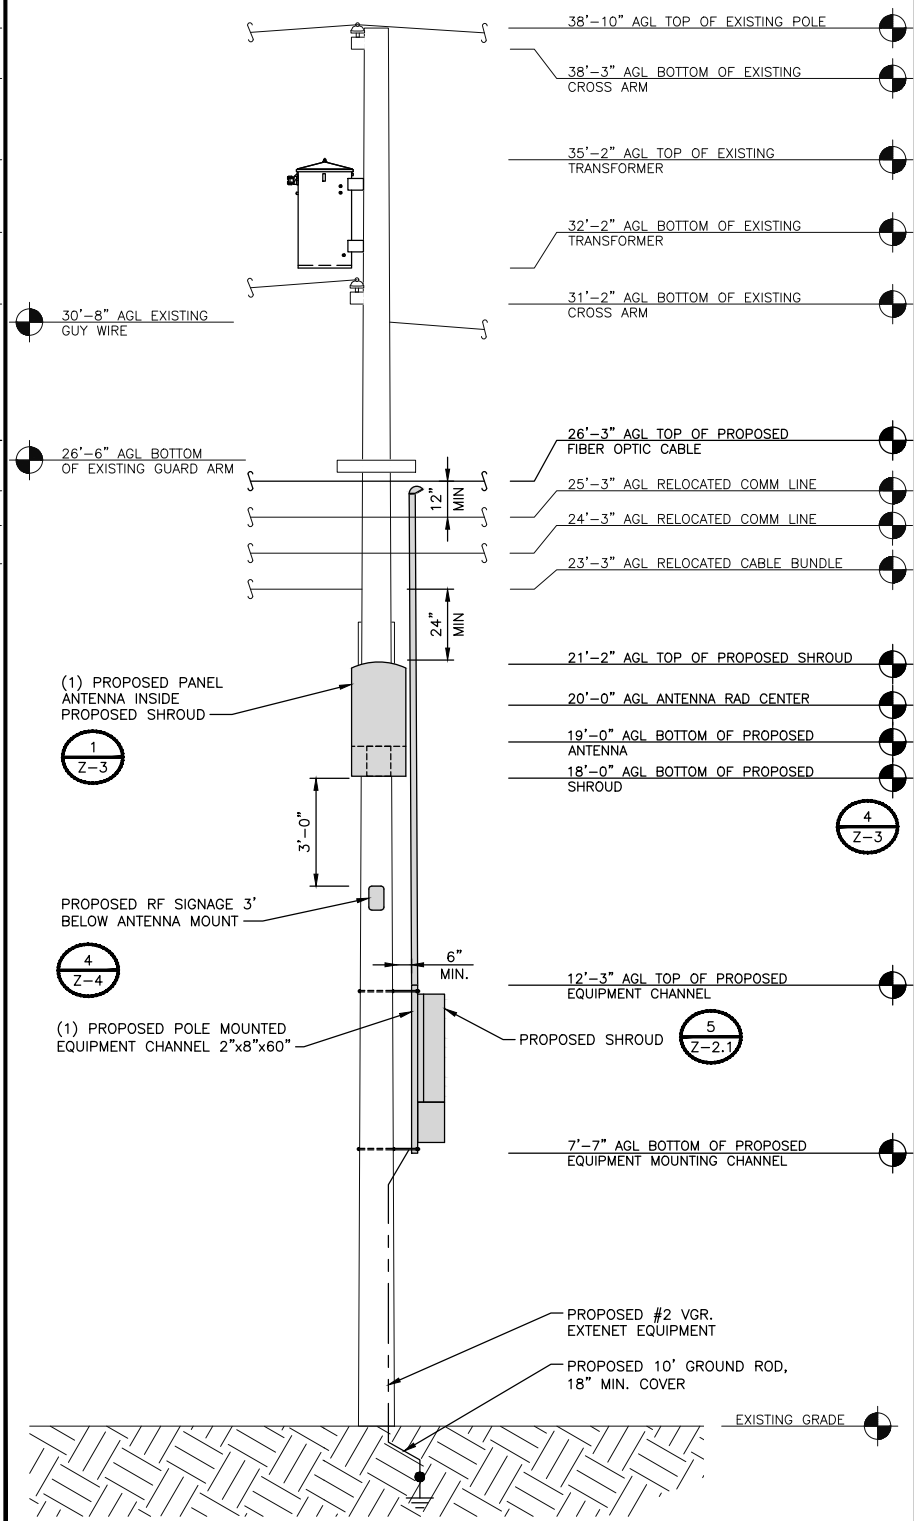 38'-10" AGL TOP OF EXISTING POLE
38'-3" AGL BOTTOM OF EXISTING
CROSS ARM
35'-2" AGL TOP OF EXISTING
TRANSFORMER
32'-2" AGL BOTTOM OF EXISTING
TRANSFORMER
31'-2" AGL BOTTOM OF EXISTING
CROSS ARM
30'-8" AGL EXISTING
GUY WIRE
26'-6" AGL BOTTOM
OF EXISTING GUARD ARM
26'-3" AGL TOP OF PROPOSED
FIBER OPTIC CABLE
25'-3" AGL RELOCATED COMM LINE
24'-3" AGL RELOCATED COMM LINE
23'-3" AGL RELOCATED CABLE BUNDLE
12"
MIN
24"
MIN
21'-2" AGL TOP OF PROPOSED SHROUD
20'-0" AGL ANTENNA RAD CENTER
19'-0" AGL BOTTOM OF PROPOSED
ANTENNA
18'-0" AGL BOTTOM OF PROPOSED
SHROUD
4
Z-3
(1) PROPOSED PANEL
ANTENNA INSIDE
PROPOSED SHROUD
1
Z-3
3'-0"
PROPOSED RF SIGNAGE 3'
BELOW ANTENNA MOUNT
4
Z-4
6"
MIN.
12'-3" AGL TOP OF PROPOSED
EQUIPMENT CHANNEL
(1) PROPOSED POLE MOUNTED
EQUIPMENT CHANNEL 2"x8"x60"
PROPOSED SHROUD
5
Z-2.1
7'-7" AGL BOTTOM OF PROPOSED
EQUIPMENT MOUNTING CHANNEL
PROPOSED #2 VGR.
EXTENET EQUIPMENT
PROPOSED 10' GROUND ROD,
18" MIN. COVER
EXISTING GRADE